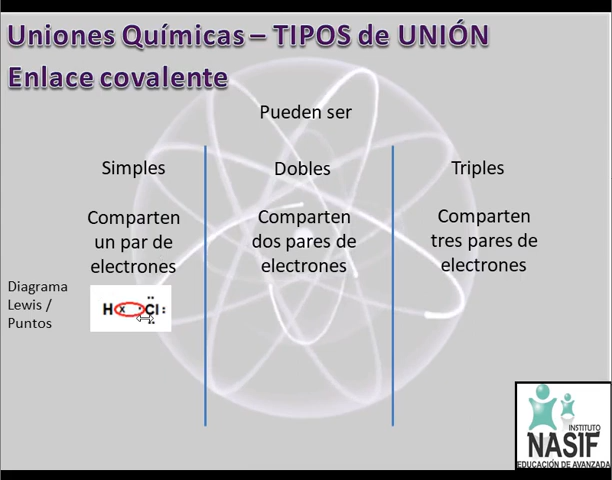 Uniones Químicas – TIPOS de UNIÓN
Enlace covalente
Pueden ser
Simples
Dobles
Triples
Comparten
un par de
electrones
Comparten
dos pares de
electrones
Comparten
tres pares de
electrones
Diagrama
Lewis /
Puntos
H x Cl
INSTITUTO
NASIF
EDUCACIÓN DE AVANZADA